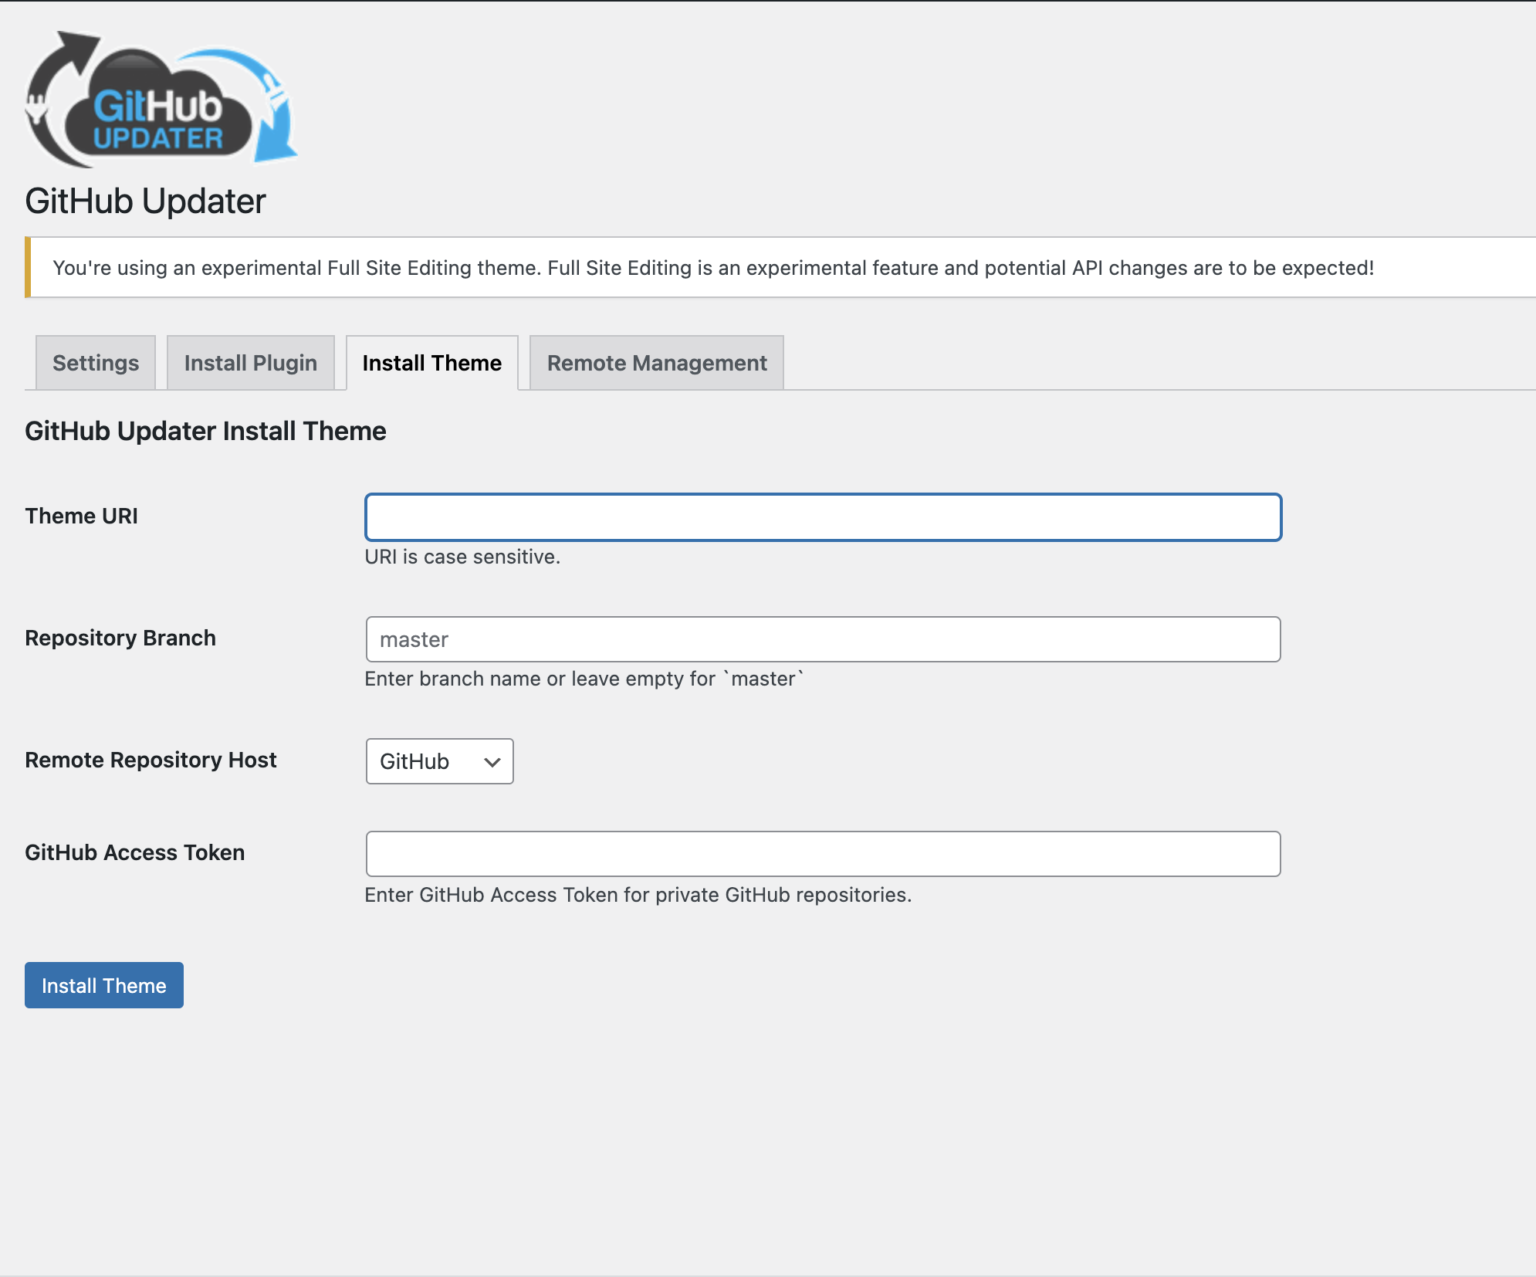 GitHub
UPDATER
GitHub Updater
You're using an experimental Full Site Editing theme. Full Site Editing is an experimental feature and potential API changes are to be expected!
Settings
Install Plugin
Install Theme
Remote Management
GitHub Updater Install Theme
Theme URI
URI is case sensitive.
Repository Branch
master
Enter branch name or leave empty for `master`
Remote Repository Host
GitHub
GitHub Access Token
Enter GitHub Access Token for private GitHub repositories.
Install Theme